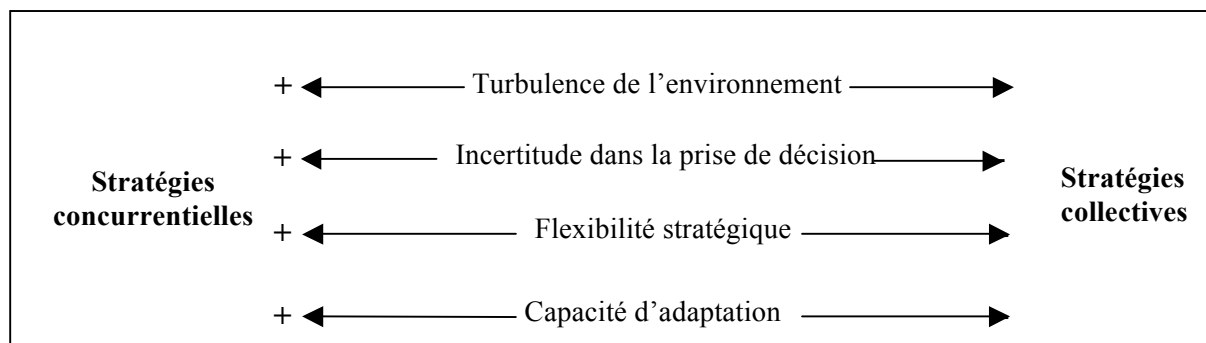 + Turbulence de l'environnement
+ Incertitude dans la prise de décision
Stratégies
concurrentielles
Stratégies
collectives
+ Flexibilité stratégique
+ Capacité d'adaptation